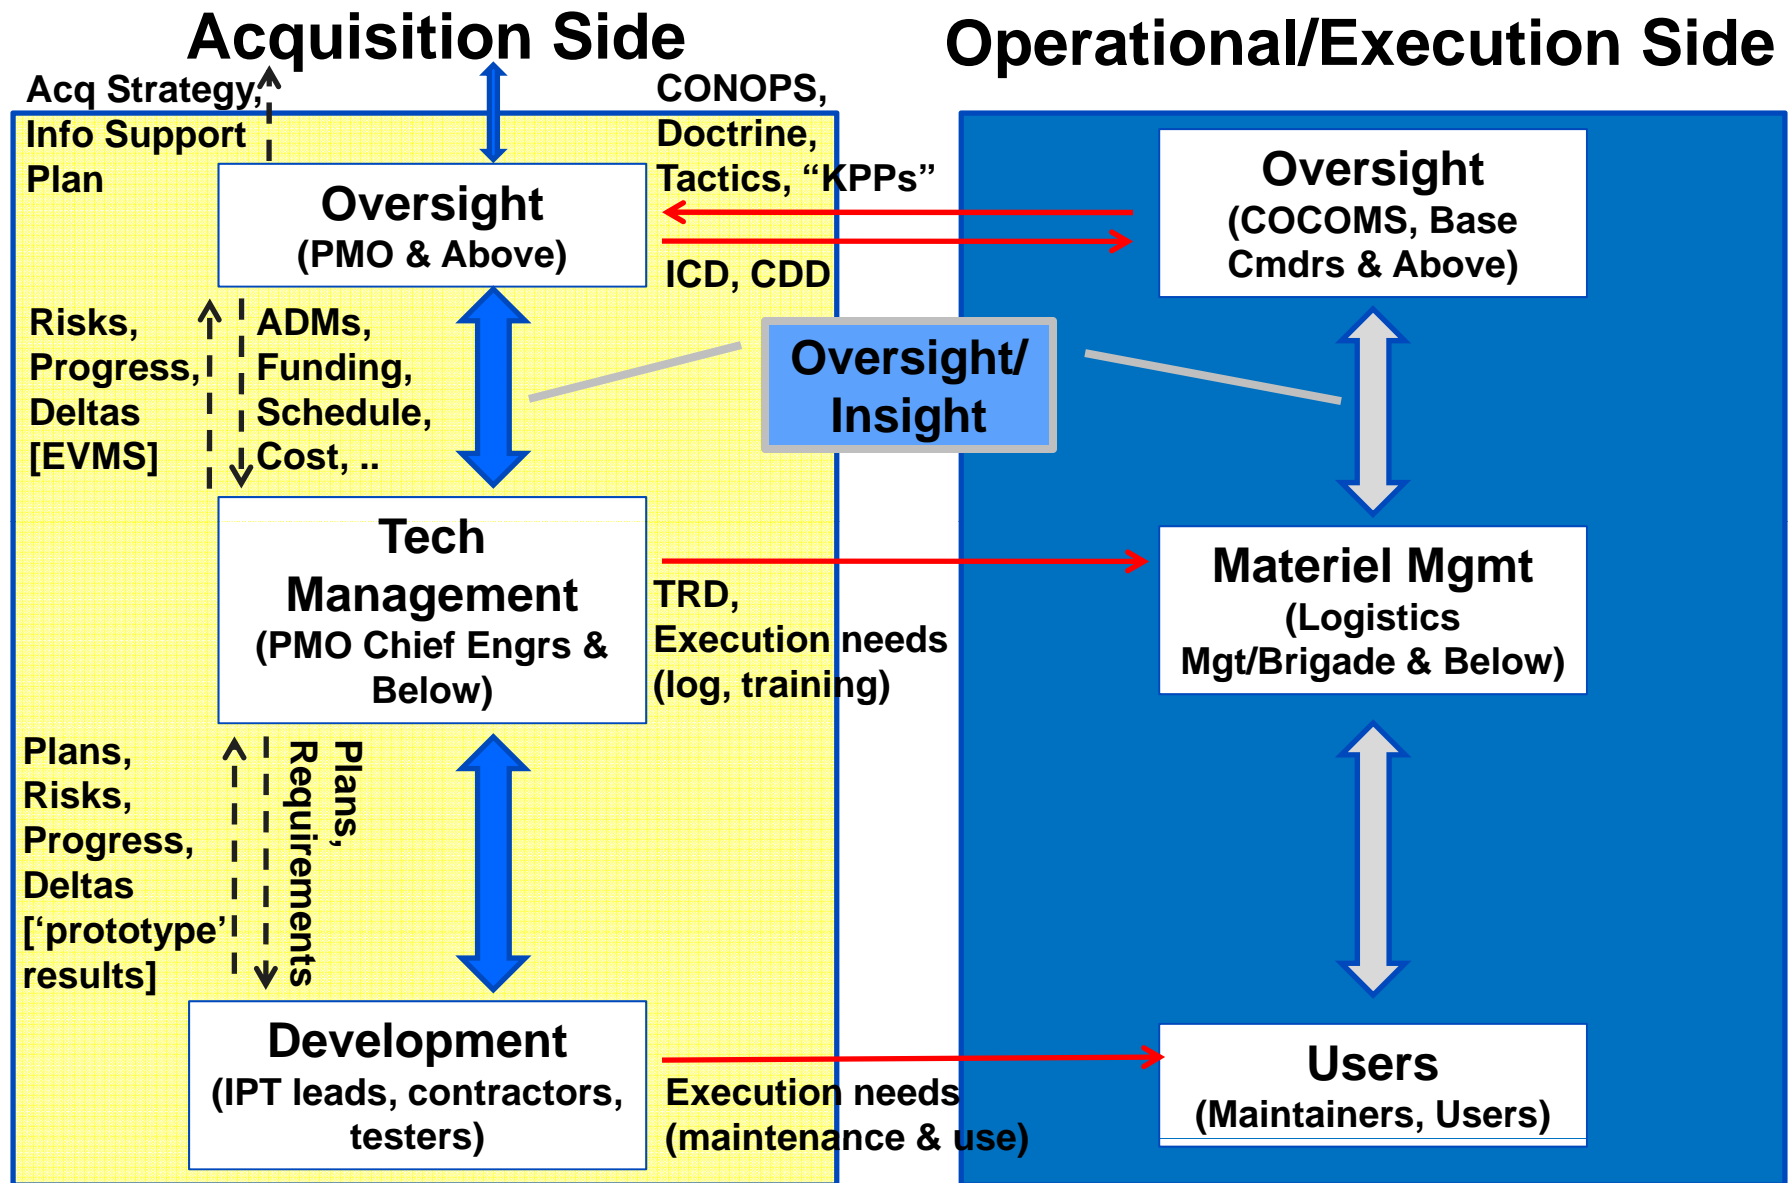 Acquisition Side
Operational/Execution Side
Acq Strategy,
Info Support
Plan
CONOPS,
Doctrine,
Tactics, “KPPs”
Oversight
(PMO & Above)
ICD, CDD
Oversight
(COCOMS, Base
Cmdrs & Above)
Risks,
Progress,
Deltas
[EVMS]
ADMs,
Funding,
Schedule,
Cost, ..
Oversight/
Insight
Tech
Management
(PMO Chief Engrs &
Below)
TRD,
Execution needs
(log, training)
Materiel Mgmt
(Logistics
Mgt/Brigade & Below)
Plans,
Risks,
Progress,
Deltas
[‘prototype’
results]
Plans,
Requirements
Development
(IPT leads, contractors,
testers)
Execution needs
(maintenance & use)
Users
(Maintainers, Users)